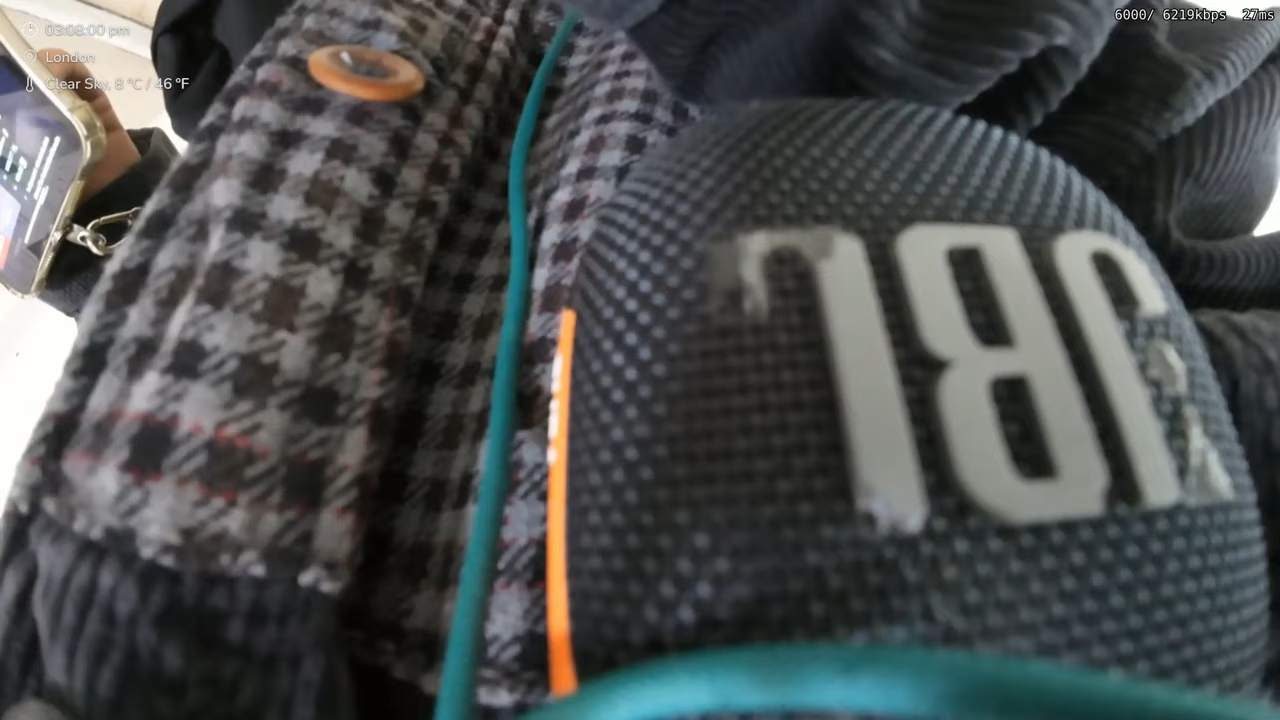 03:08:00 pm
London
Clear Sky, 8 °C / 46 °F
6000/ 6219kbps 27ms
JBL